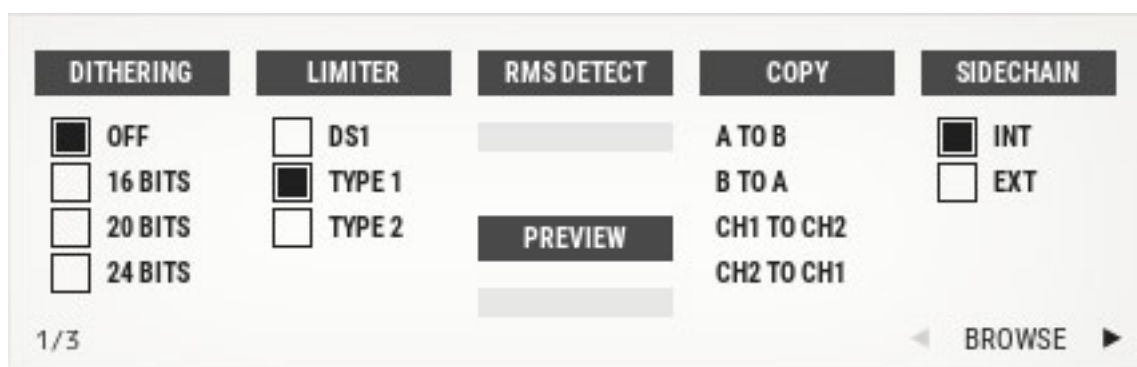 DITHERING
OFF
16 BITS
20 BITS
24 BITS
LIMITER
DS1
TYPE 1
TYPE 2
RMS DETECT
PREVIEW
COPY
A TO B
B TO A
CH1 TO CH2
CH2 TO CH1
SIDECHAIN
INT
EXT
1/3
BROWSE